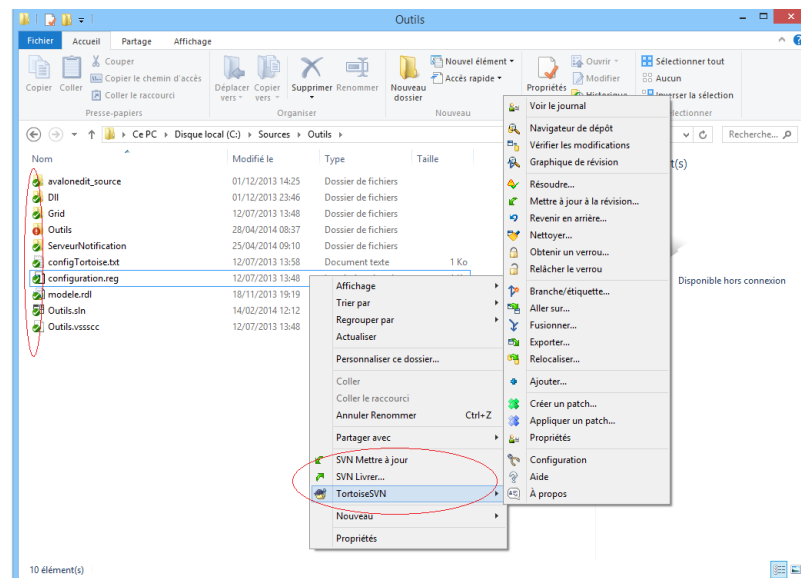 Outils
Fichier Accueil Partage Affichage
Copier
Coller
Couper
Copier le chemin d'accès
Coller le raccourci
Presse-papiers
Déplacer vers
Copier vers
Supprimer
Renommer
Organiser
Nouveau dossier
Nouvel élément
Accès rapide
Nouveau
Propriétés
Ouvrir
Modifier
Historique
Sélectionner tout
Aucun
Inverser la sélection
Ce PC Disque local (C:) Sources Outils
Recherche...
Nom Modifié le Type Taille
avalonedit_source 01/12/2013 14:25 Dossier de fichiers
Dll 01/12/2013 23:46 Dossier de fichiers
Grid 12/07/2013 13:48 Dossier de fichiers
Outils 28/04/2014 08:37 Dossier de fichiers
ServeurNotification 25/04/2014 09:10 Dossier de fichiers
configTortoise.txt 12/07/2013 13:58 Document texte 1 Ko
configuration.reg 12/07/2013 13:48
modele.rdl 18/11/2013 19:19
Outils.sln 14/02/2014 12:12
Outils.vssscc 12/07/2013 13:48
Disponible hors connexion
Affichage
Trier par
Regrouper par
Actualiser
Personnaliser ce dossier...
Coller
Coller le raccourci
Annuler Renommer Ctrl+Z
Partager avec
SVN Mettre à jour
SVN Livrer...
TortoiseSVN
Nouveau
Propriétés
Voir le journal
Navigateur de dépôt
Vérifier les modifications
Graphique de révision
Résoudre...
Mettre à jour à la révision...
Revenir en arrière...
Nettoyer...
Obtenir un verrou...
Relâcher le verrou
Branche/étiquette...
Aller sur...
Fusionner...
Exporter...
Relocaliser...
Ajouter...
Créer un patch...
Appliquer un patch...
Propriétés
Configuration
Aide
À propos
10 élément(s)